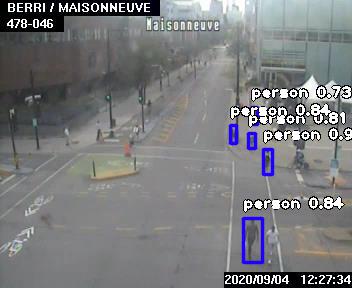 BERRI / MAISONNEUVE
478-046
Maisonneuve
person 0.73
person 0.84
person 0.81
person 0.9
person 0.84
2020/09/04 12:27:34